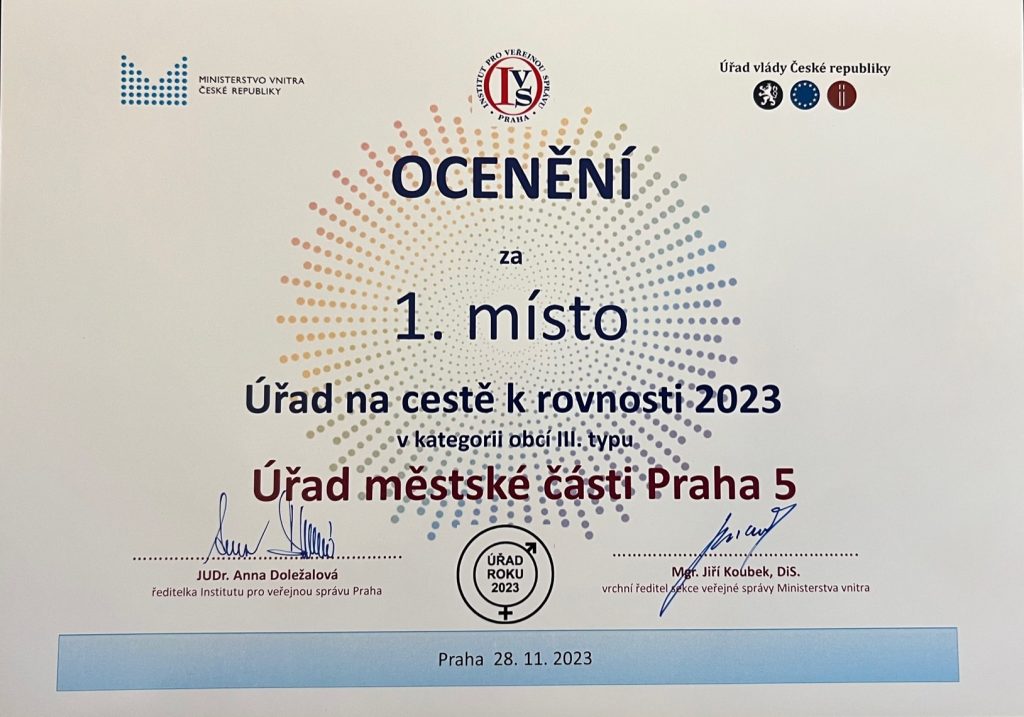 MINISTERSTVO VNITRA
ČESKÉ REPUBLIKY
INSTITUT PRO VEŘEJNOU SPRÁVU
PRAHA
IVS
Úřad vlády České republiky
OCENĚNÍ
za
1. místo
Úřad na cestě k rovnosti 2023
v kategorii obcí III. typu
Úřad městské části Praha 5
JUDr. Anna Doležalová
ředitelka Institutu pro veřejnou správu Praha
ÚŘAD
ROKU
2023
Mgr. Jiří Koubek, DiS.
vrchní ředitel sekce veřejné správy Ministerstva vnitra
Praha 28. 11. 2023